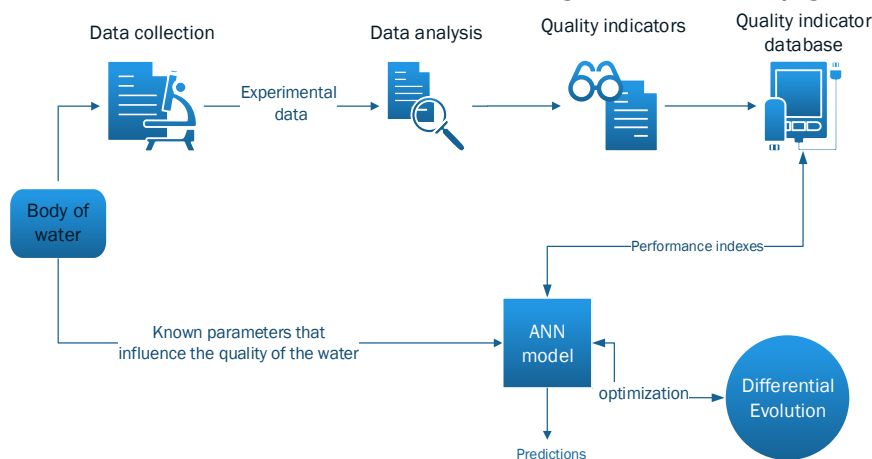 Data collection
Data analysis
Quality indicators
Quality indicator
database
Experimental
data
Body of
water
Performance indexes
Known parameters that
influence the quality of the water
ANN
model
optimization
Differential
Evolution
Predictions